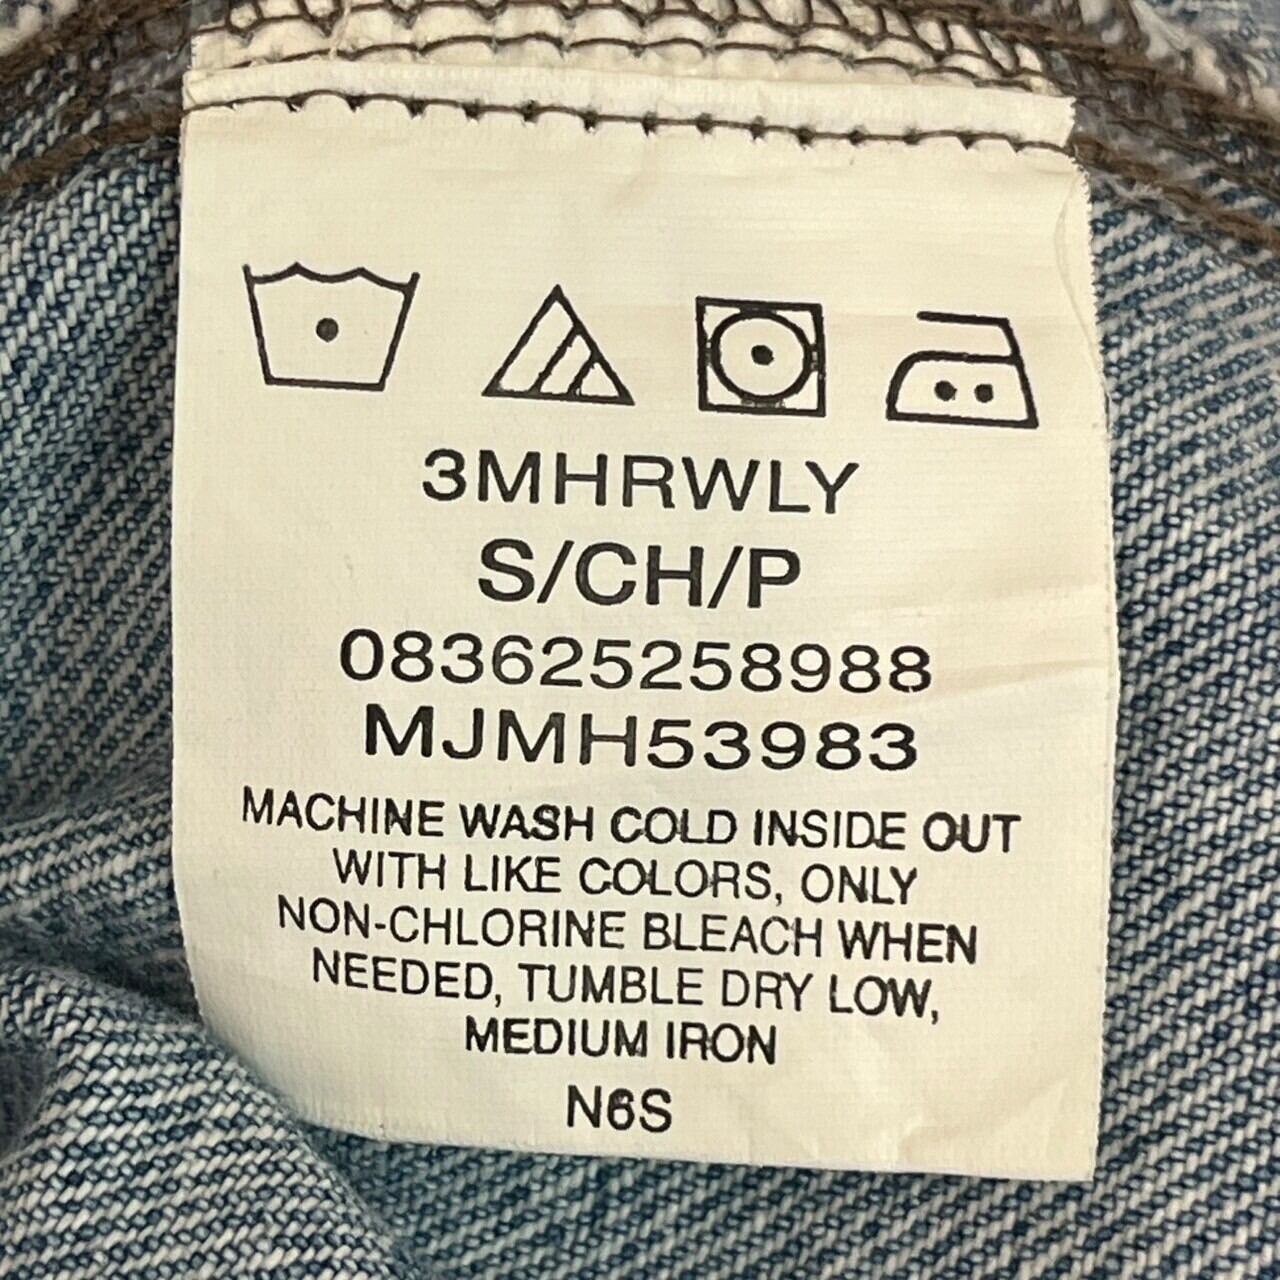 3MHRWLY
S/CH/P
083625258988
MJMH53983
MACHINE WASH COLD INSIDE OUT
WITH LIKE COLORS, ONLY
NON-CHLORINE BLEACH WHEN
NEEDED, TUMBLE DRY LOW,
MEDIUM IRON
N6S